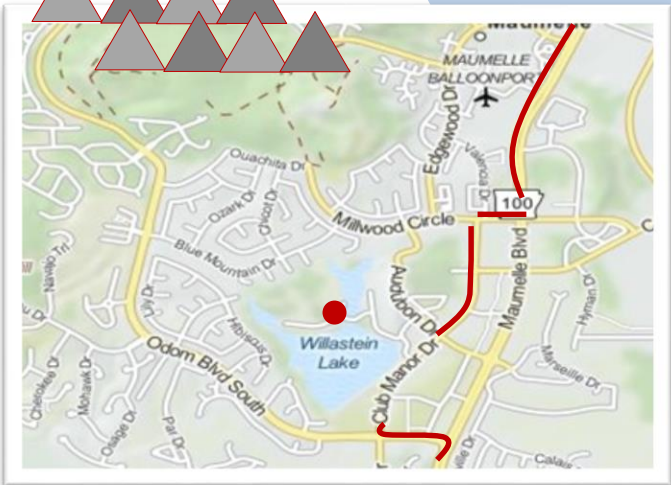 Maumelle
MAUMELLE
BALLOONPORT
Edgewood Dr
Valencia Dr
Ouachita Dr
100
Ozark Dr
Chicot Dr
Millwood Circle
Blue Mountain Dr
Navajo Trl
Maumelle Blvd
Audubon Dr
Hyman Dr
Lily Dr
Hibiscus Dr
Willastein
Lake
Odom Blvd South
Club Manor Dr
Marseille Dr
Cherokee Dr
Mohawk Dr
Osage Dr